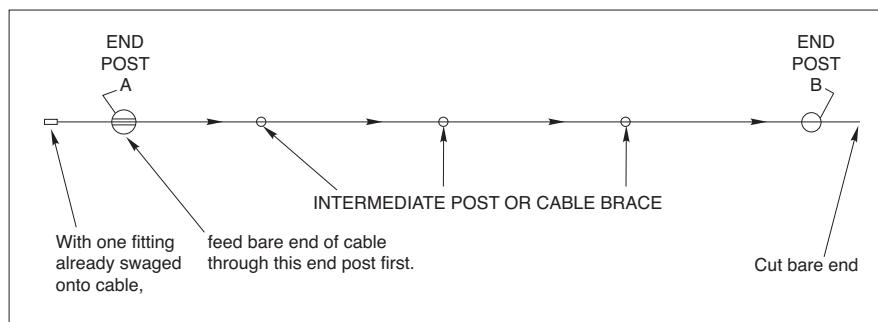 END
POST
A
END
POST
B
INTERMEDIATE POST OR CABLE BRACE
With one fitting
already swaged
onto cable,
feed bare end of cable
through this end post first.
Cut bare end